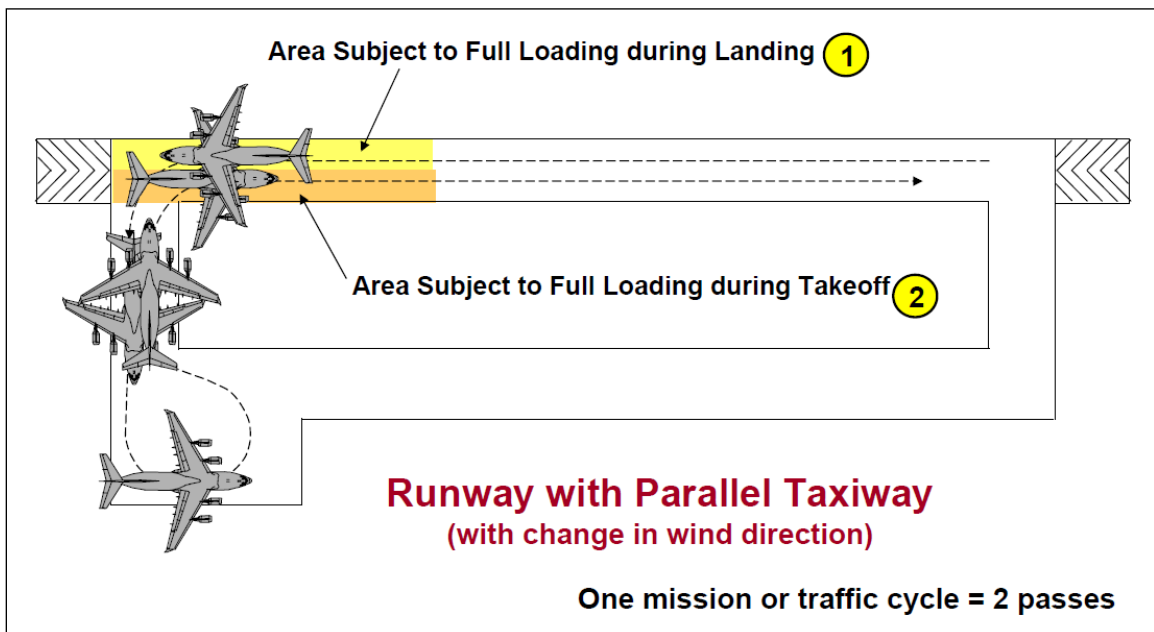 Area Subject to Full Loading during Landing 1
Area Subject to Full Loading during Takeoff 2
Runway with Parallel Taxiway
(with change in wind direction)
One mission or traffic cycle = 2 passes